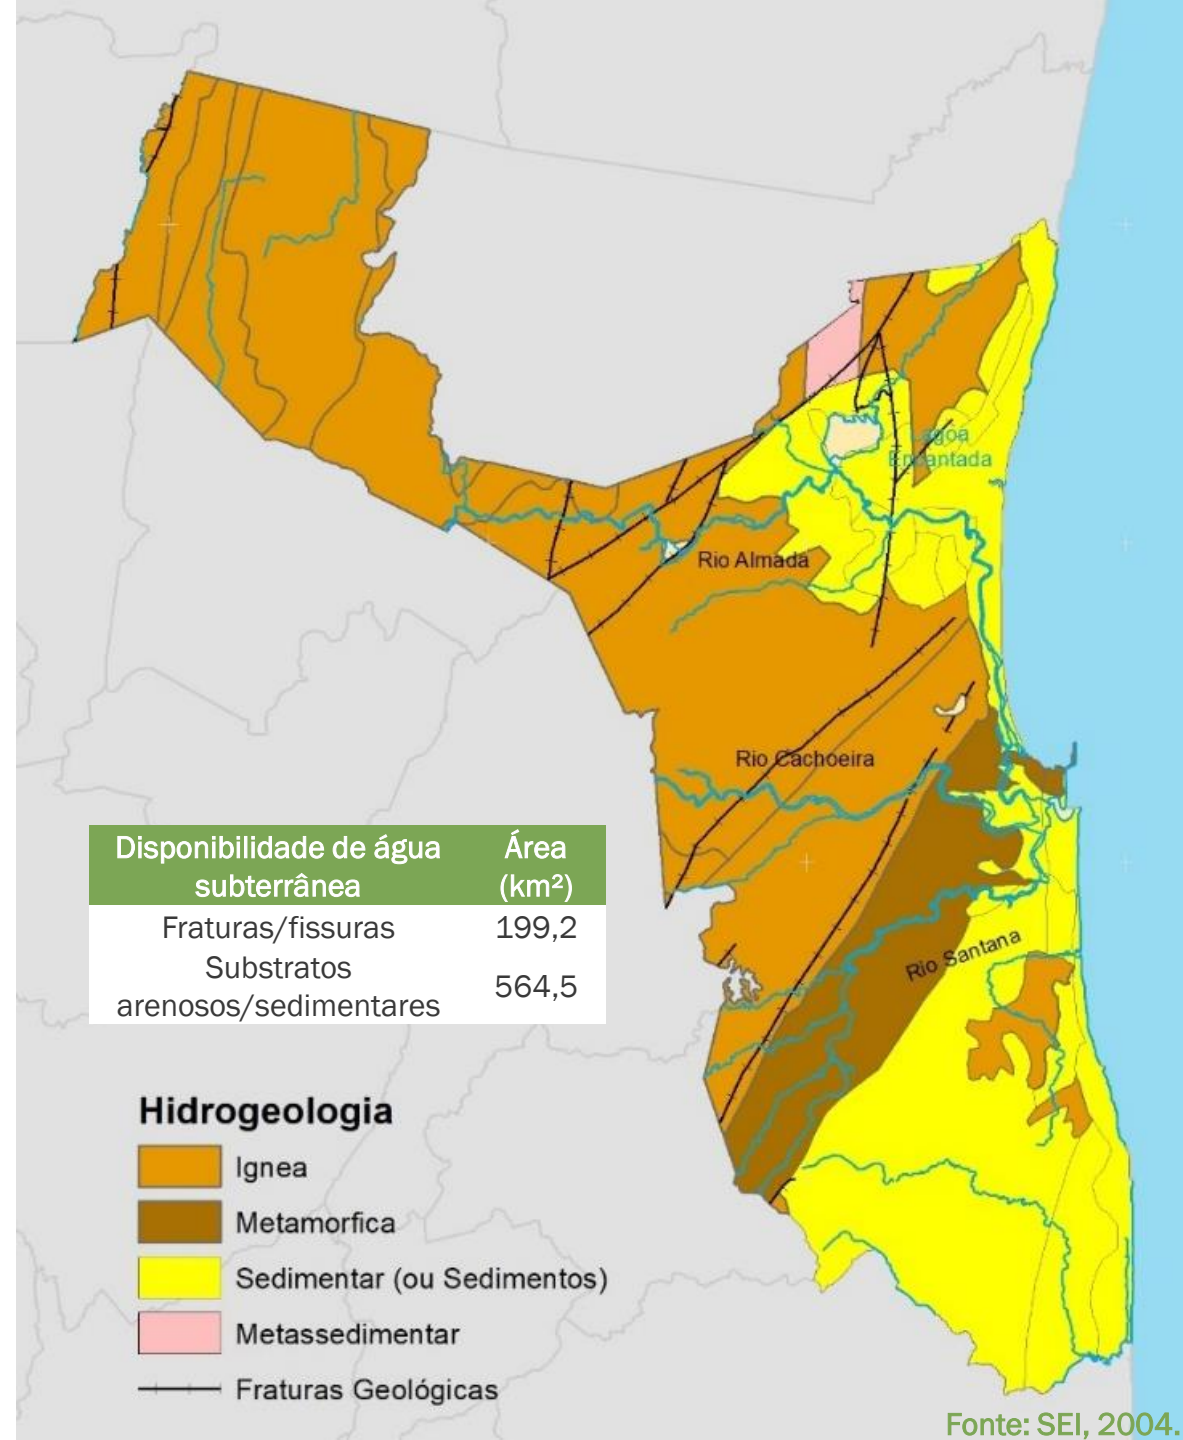 Lagoa
Encantada
Rio Almada
Rio Cachoeira
Disponibilidade de água Área
subterrânea (km²)
Fraturas/fissuras 199,2
Substratos
arenosos/sedimentares 564,5
Rio Santana
Hidrogeologia
Ignea
Metamorfica
Sedimentar (ou Sedimentos)
Metassedimentar
Fraturas Geológicas
Fonte: SEI, 2004.